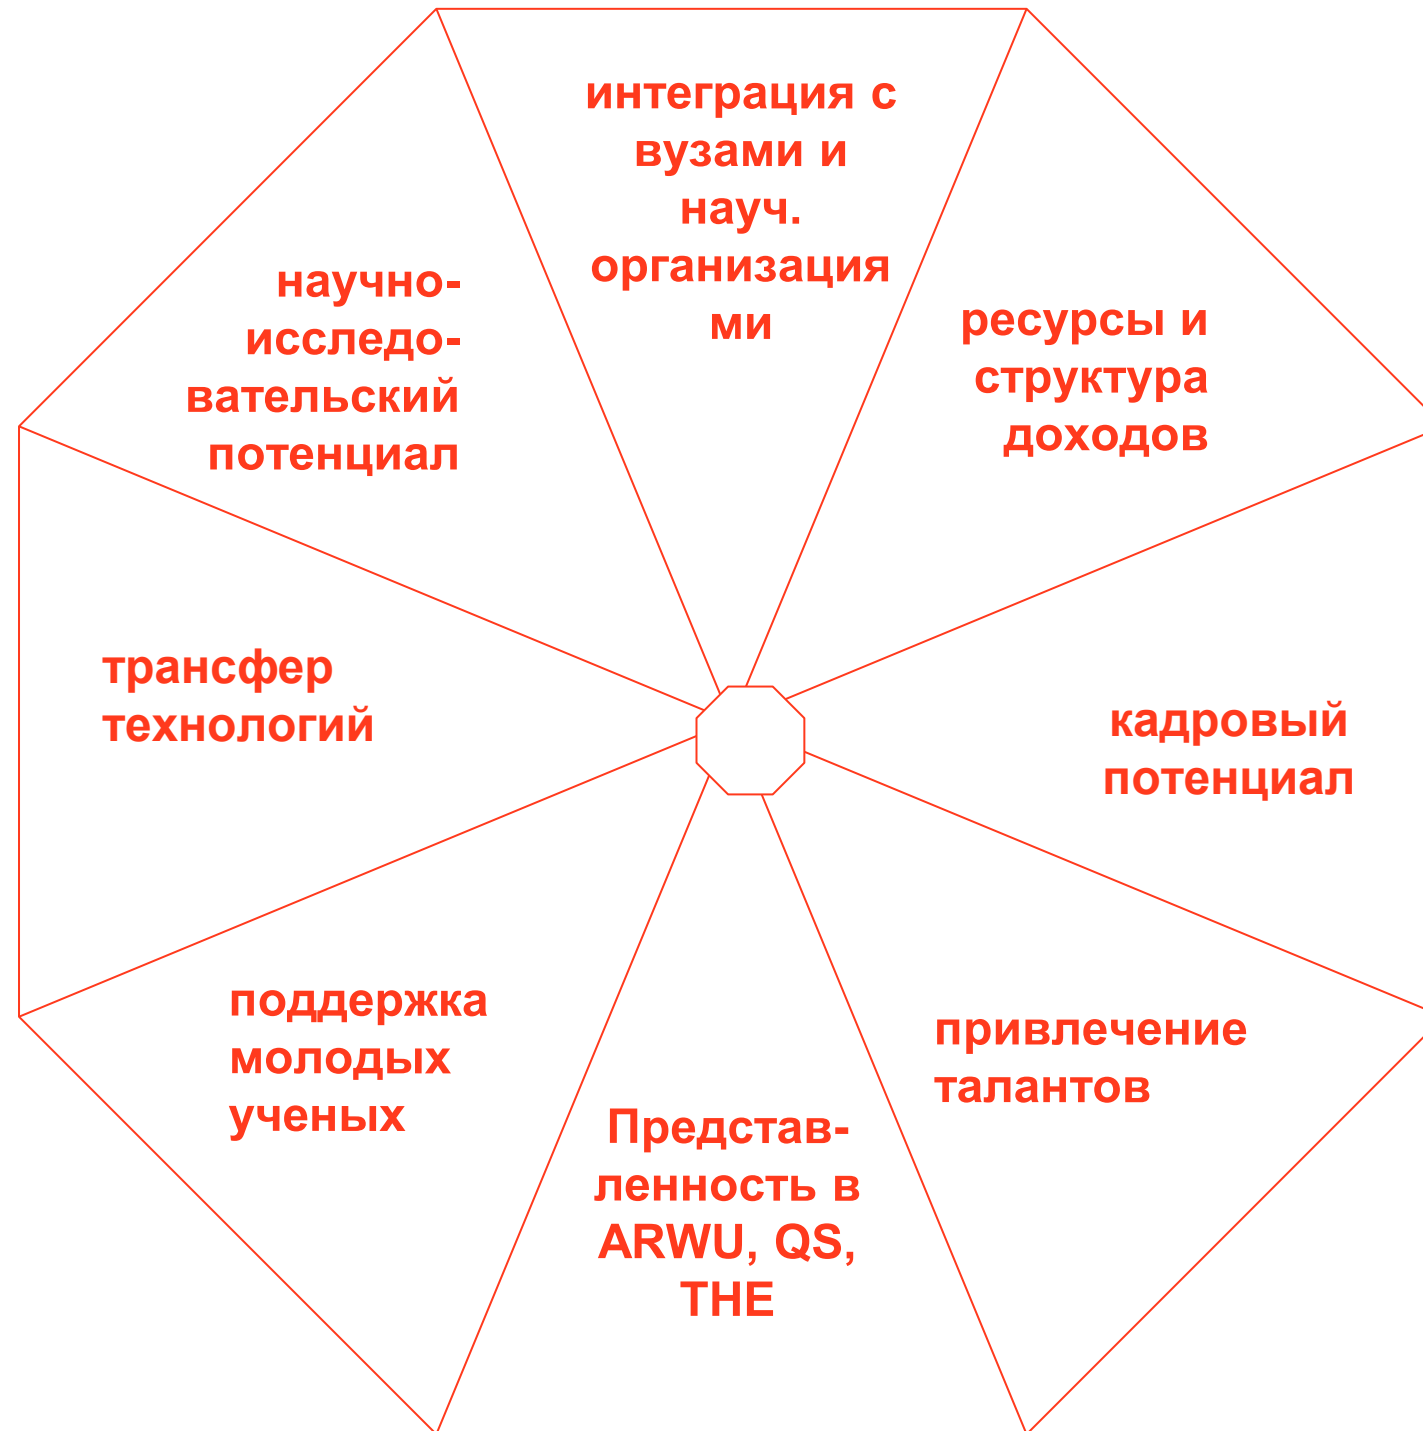 интеграция с
вузами и
науч.
организация
ми
научно-
исследо-
вательский
потенциал
ресурсы и
структура
доходов
трансфер
технологий
кадровый
потенциал
поддержка
молодых
ученых
привлечение
талантов
Представ-
ленность в
ARWU, QS,
THE